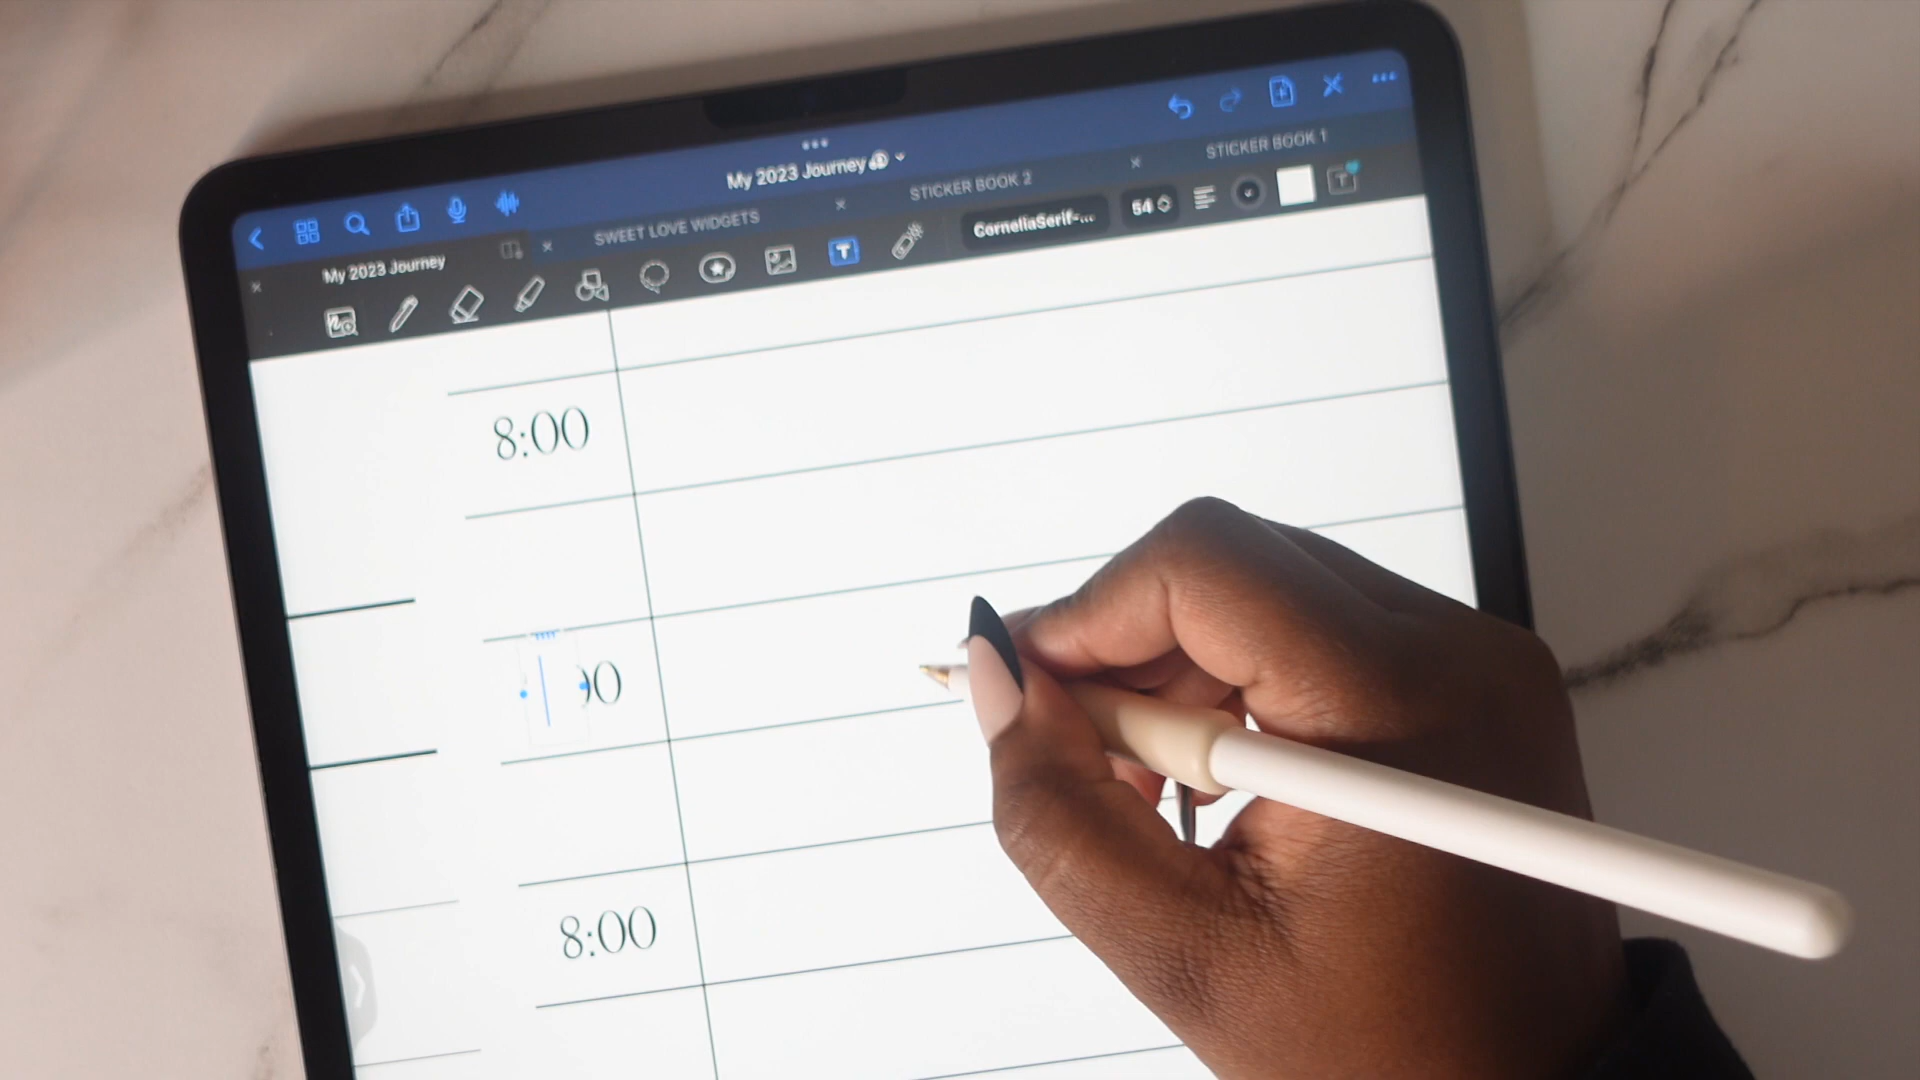 My 2023 Journey
STICKER BOOK 1
STICKER BOOK 2
SWEET LOVE WIDGETS
My 2023 Journey
CorneliaSerif-...
54
T
8:00
00
8:00